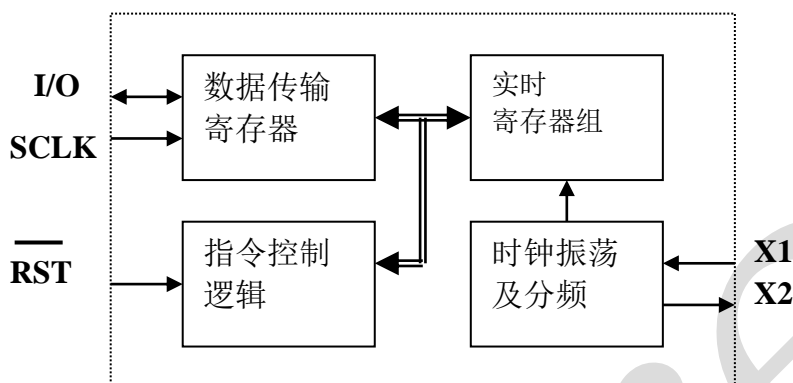 I/O
SCLK
数据传输
寄存器
实时
寄存器组
RST
指令控制
逻辑
时钟振荡
及分频
X1
X2